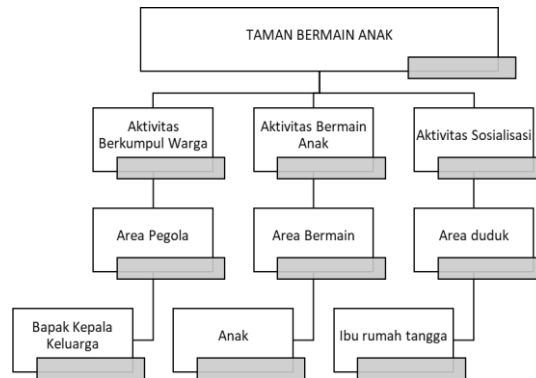 TAMAN BERMAIN ANAK
Aktivitas
Berkumpul Warga
Aktivitas Bermain
Anak
Aktivitas Sosialisasi
Area Pegola
Area Bermain
Area duduk
Bapak Kepala
Keluarga
Anak
Ibu rumah tangga